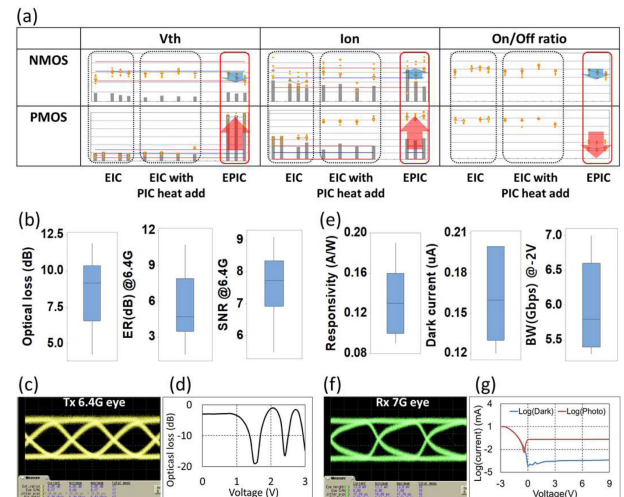 (a)
Vth Ion On/Off ratio
NMOS
PMOS
EIC EIC with PIC heat add EPIC EIC EIC with PIC heat add EPIC EIC EIC with PIC heat add EPIC
(b)
Optical loss (dB)
12.5
10.0
7.5
5.0
ER(dB) @6.4G
12
9
6
3
SNR @6.4G
9
8
7
6
5
(e)
Responsivity (A/W)
0.20
0.16
0.12
0.08
Dark current (uA)
0.21
0.18
0.15
0.12
BW(Gbps) @-2V
7.0
6.5
6.0
5.5
(c)
Tx 6.4G eye
(d)
Opticasl loss (dB)
0
-10
-20
0 1 2 3
Voltage (V)
(f)
Rx 7G eye
(g)
Log(Dark) Log(Photo)
Log(current) (mA)
4
1
-2
-5
-3 0 3 6 9
Voltage (V)